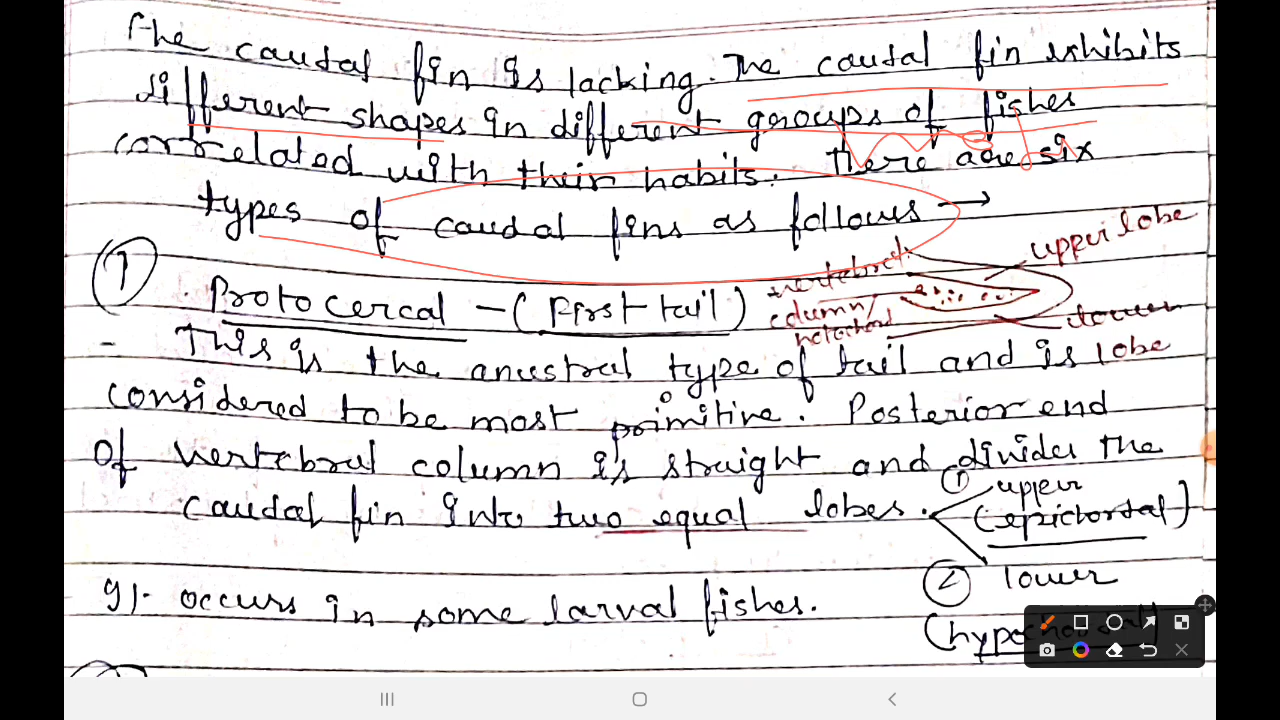 The caudal fin is lacking. The caudal fin exhibits
different shapes in different groups of fishes
correlated with their habits. There are six
types of caudal fins as follows →
① Protocercal - (First tail)
vertebral column/ notochord
upper lobe
lower lobe
- This is the ancestral type of tail and is
considered to be most primitive. Posterior end
of vertebral column is straight and divides the
caudal fin into two equal lobes.
① upper
(epichordal)
② lower
It occurs in some larval fishes.